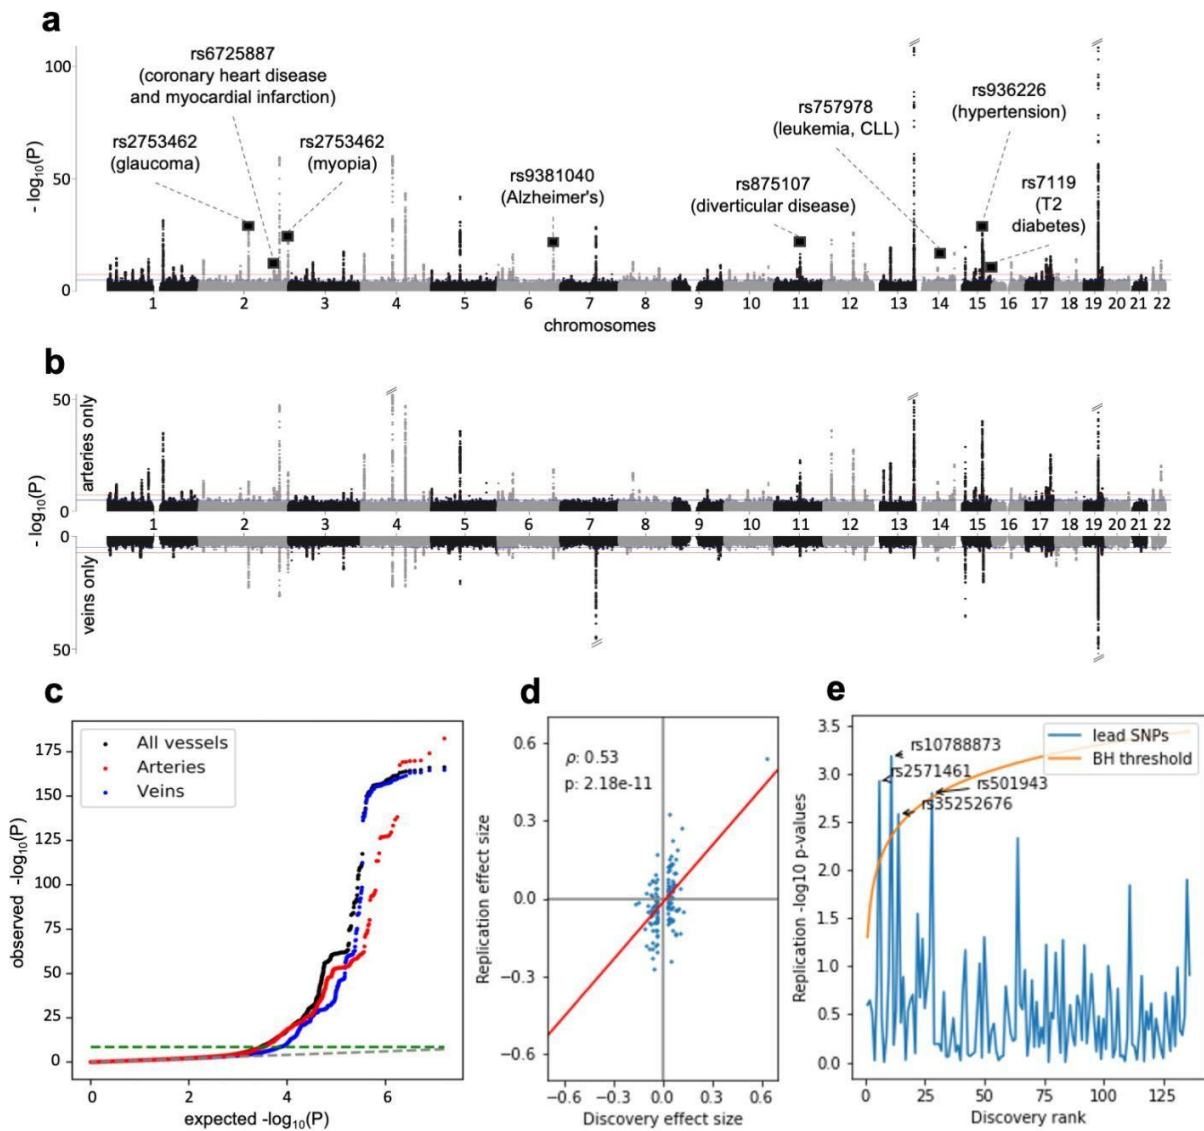 a
rs6725887
(coronary heart disease
and myocardial infarction)
rs2753462
(glaucoma)
rs2753462
(myopia)
rs9381040
(Alzheimer's)
rs875107
(diverticular disease)
rs757978
(leukemia, CLL)
rs936226
(hypertension)
rs7119
(T2
diabetes)
100
50
0
- log10(P)
1 2 3 4 5 6 7 8 9 10 11 12 13 14 15 16 17 18 19 20 21 22
chromosomes
b
50
0
arteries only
- log10(P)
1 2 3 4 5 6 7 8 9 10 11 12 13 14 15 16 17 18 19 20 21 22
0
50
veins only
c
All vessels
Arteries
Veins
175
150
125
100
75
50
25
0
observed -log10(P)
0 2 4 6
expected -log10(P)
d
ρ: 0.53
p: 2.18e-11
0.6
0.3
0.0
−0.3
−0.6
Replication effect size
−0.6 −0.3 0.0 0.3 0.6
Discovery effect size
e
lead SNPs
BH threshold
rs10788873
rs2571461
rs501943
rs35252676
3.5
3.0
2.5
2.0
1.5
1.0
0.5
0.0
Replication -log10 p-values
0 25 50 75 100 125
Discovery rank